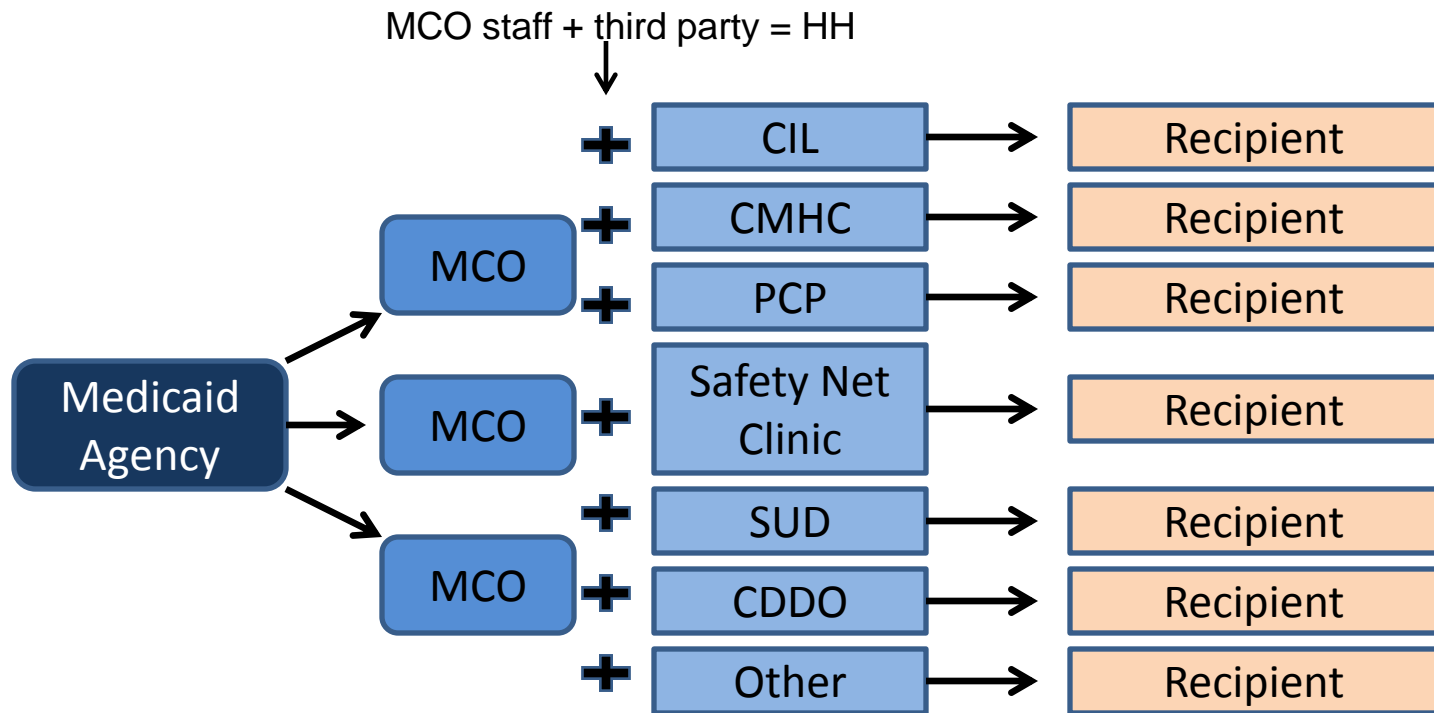 MCO staff + third party = HH
CIL
Recipient
CMHC
Recipient
MCO
PCP
Recipient
Medicaid
Agency
MCO
Safety Net
Clinic
Recipient
SUD
Recipient
MCO
CDDO
Recipient
Other
Recipient